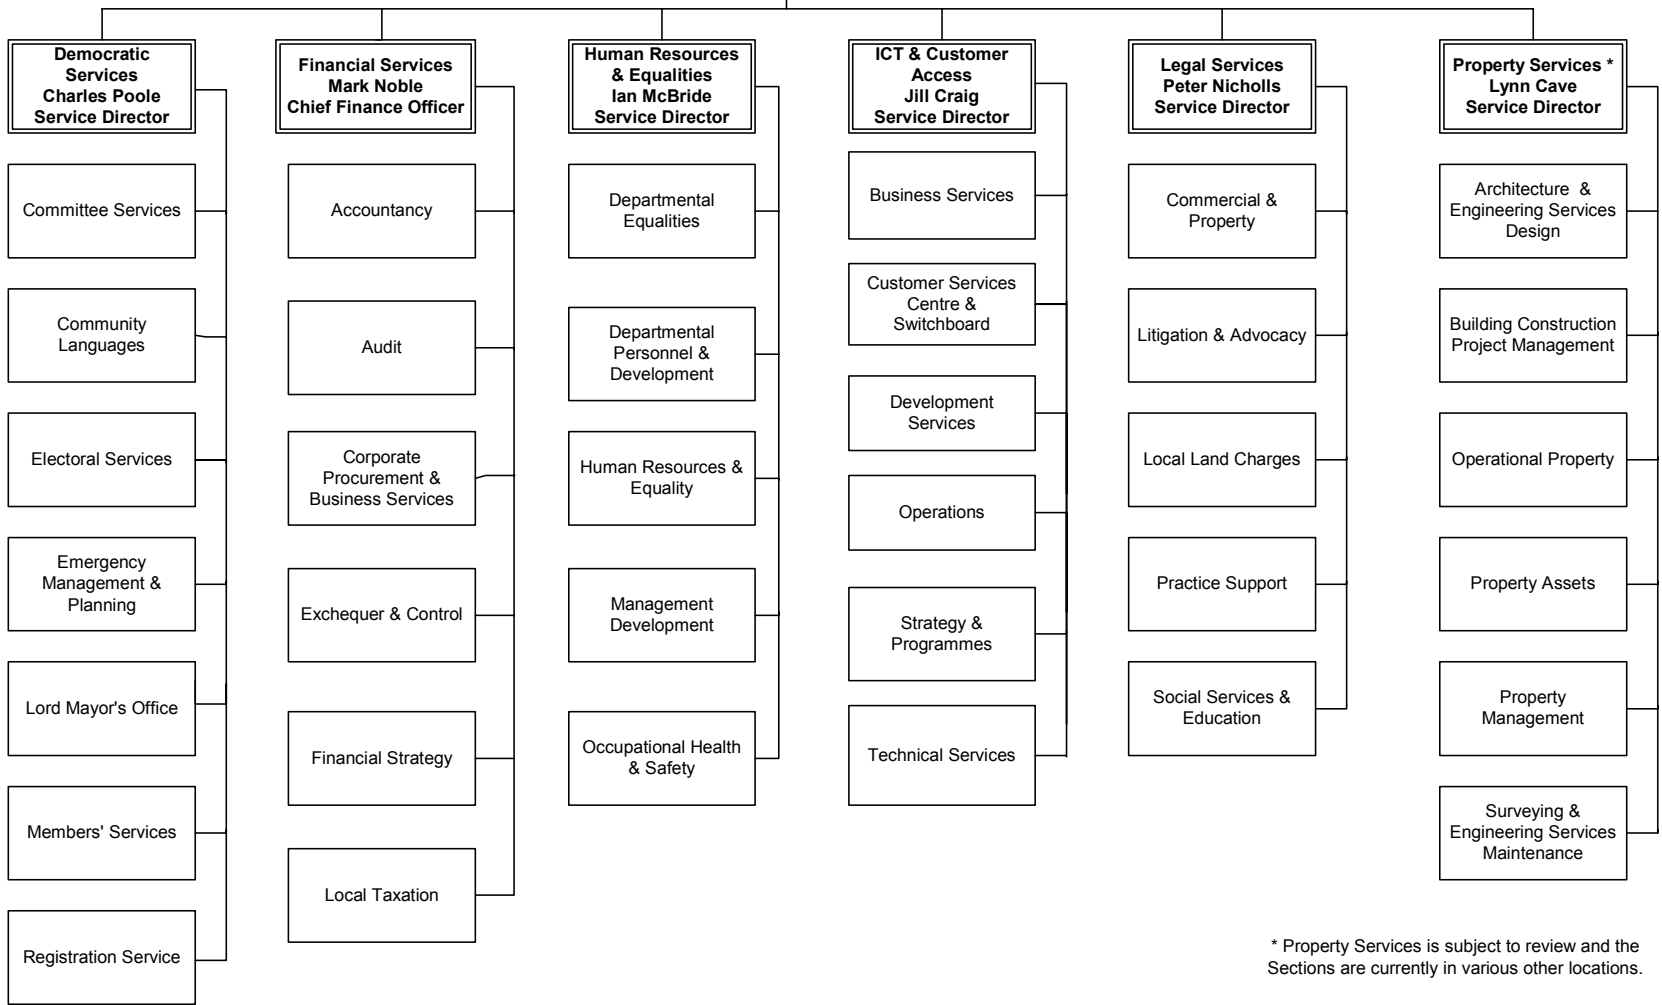 Democratic
Services
Charles Poole
Service Director
Committee Services
Community
Languages
Electoral Services
Emergency
Management &
Planning
Lord Mayor's Office
Members' Services
Registration Service
Financial Services
Mark Noble
Chief Finance Officer
Accountancy
Audit
Corporate
Procurement &
Business Services
Exchequer & Control
Financial Strategy
Local Taxation
Human Resources
& Equalities
Ian McBride
Service Director
Departmental
Equalities
Departmental
Personnel &
Development
Human Resources &
Equality
Management
Development
Occupational Health
& Safety
ICT & Customer
Access
Jill Craig
Service Director
Business Services
Customer Services
Centre &
Switchboard
Development
Services
Operations
Strategy &
Programmes
Technical Services
Legal Services
Peter Nicholls
Service Director
Commercial &
Property
Litigation & Advocacy
Local Land Charges
Practice Support
Social Services &
Education
Property Services *
Lynn Cave
Service Director
Architecture &
Engineering Services
Design
Building Construction
Project Management
Operational Property
Property Assets
Property
Management
Surveying &
Engineering Services
Maintenance
* Property Services is subject to review and the
Sections are currently in various other locations.